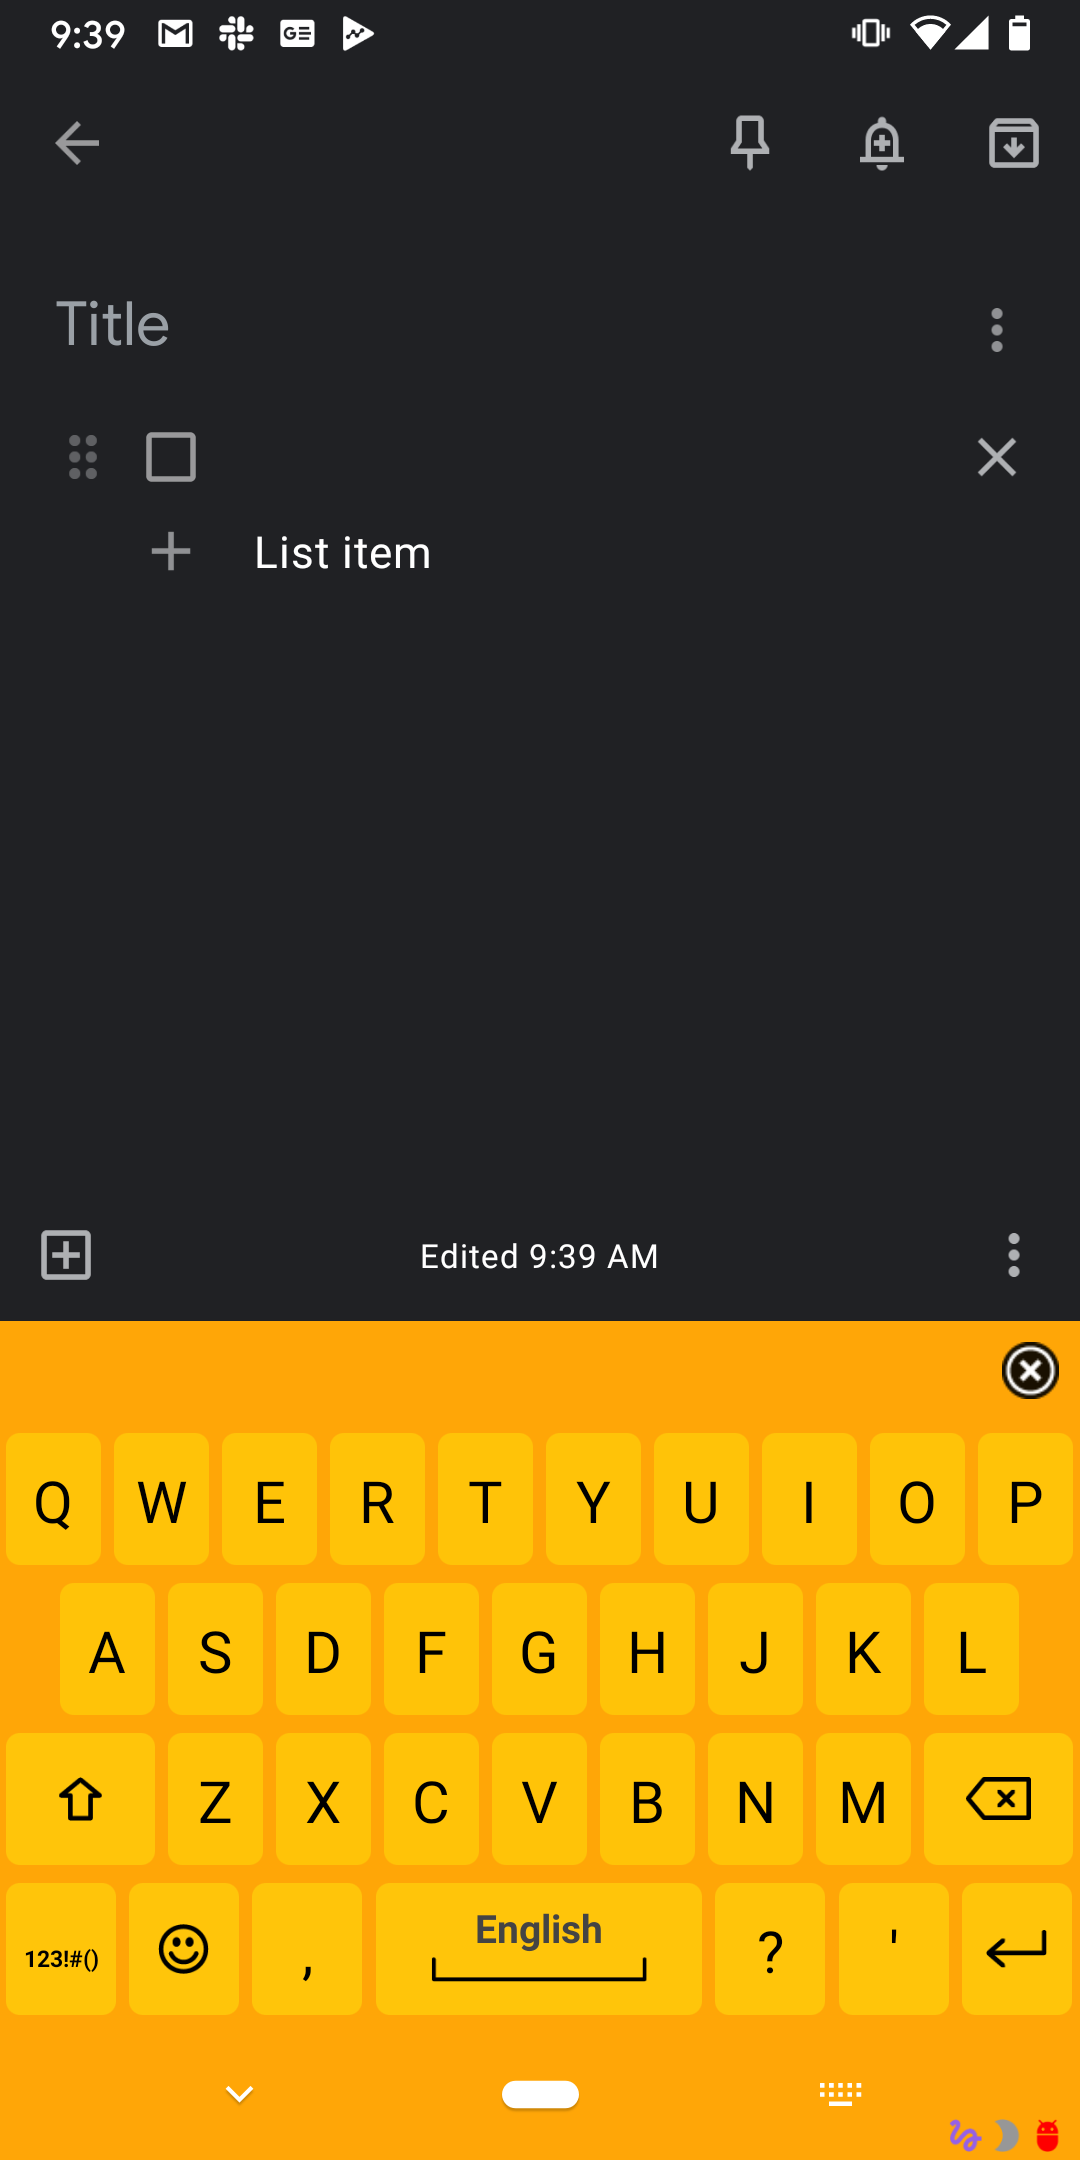 9:39
Title
List item
Edited 9:39 AM
Q W E R T Y U I O P
A S D F G H J K L
Z X C V B N M
123!#() , English ? '